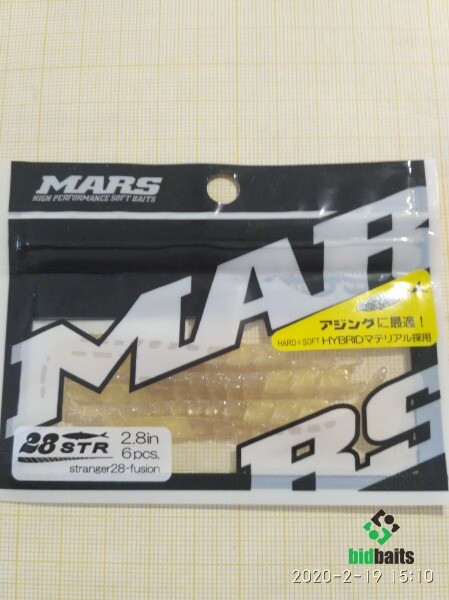 MARS
HIGH PERFORMANCE SOFT BAITS
MAR
RS
アジングに最適!
HARD×SOFT HYBRIDマテリアル採用
28 STR
2.8in
6 pcs.
stranger28-fusion
bidbaits
2020-2-19 15:10